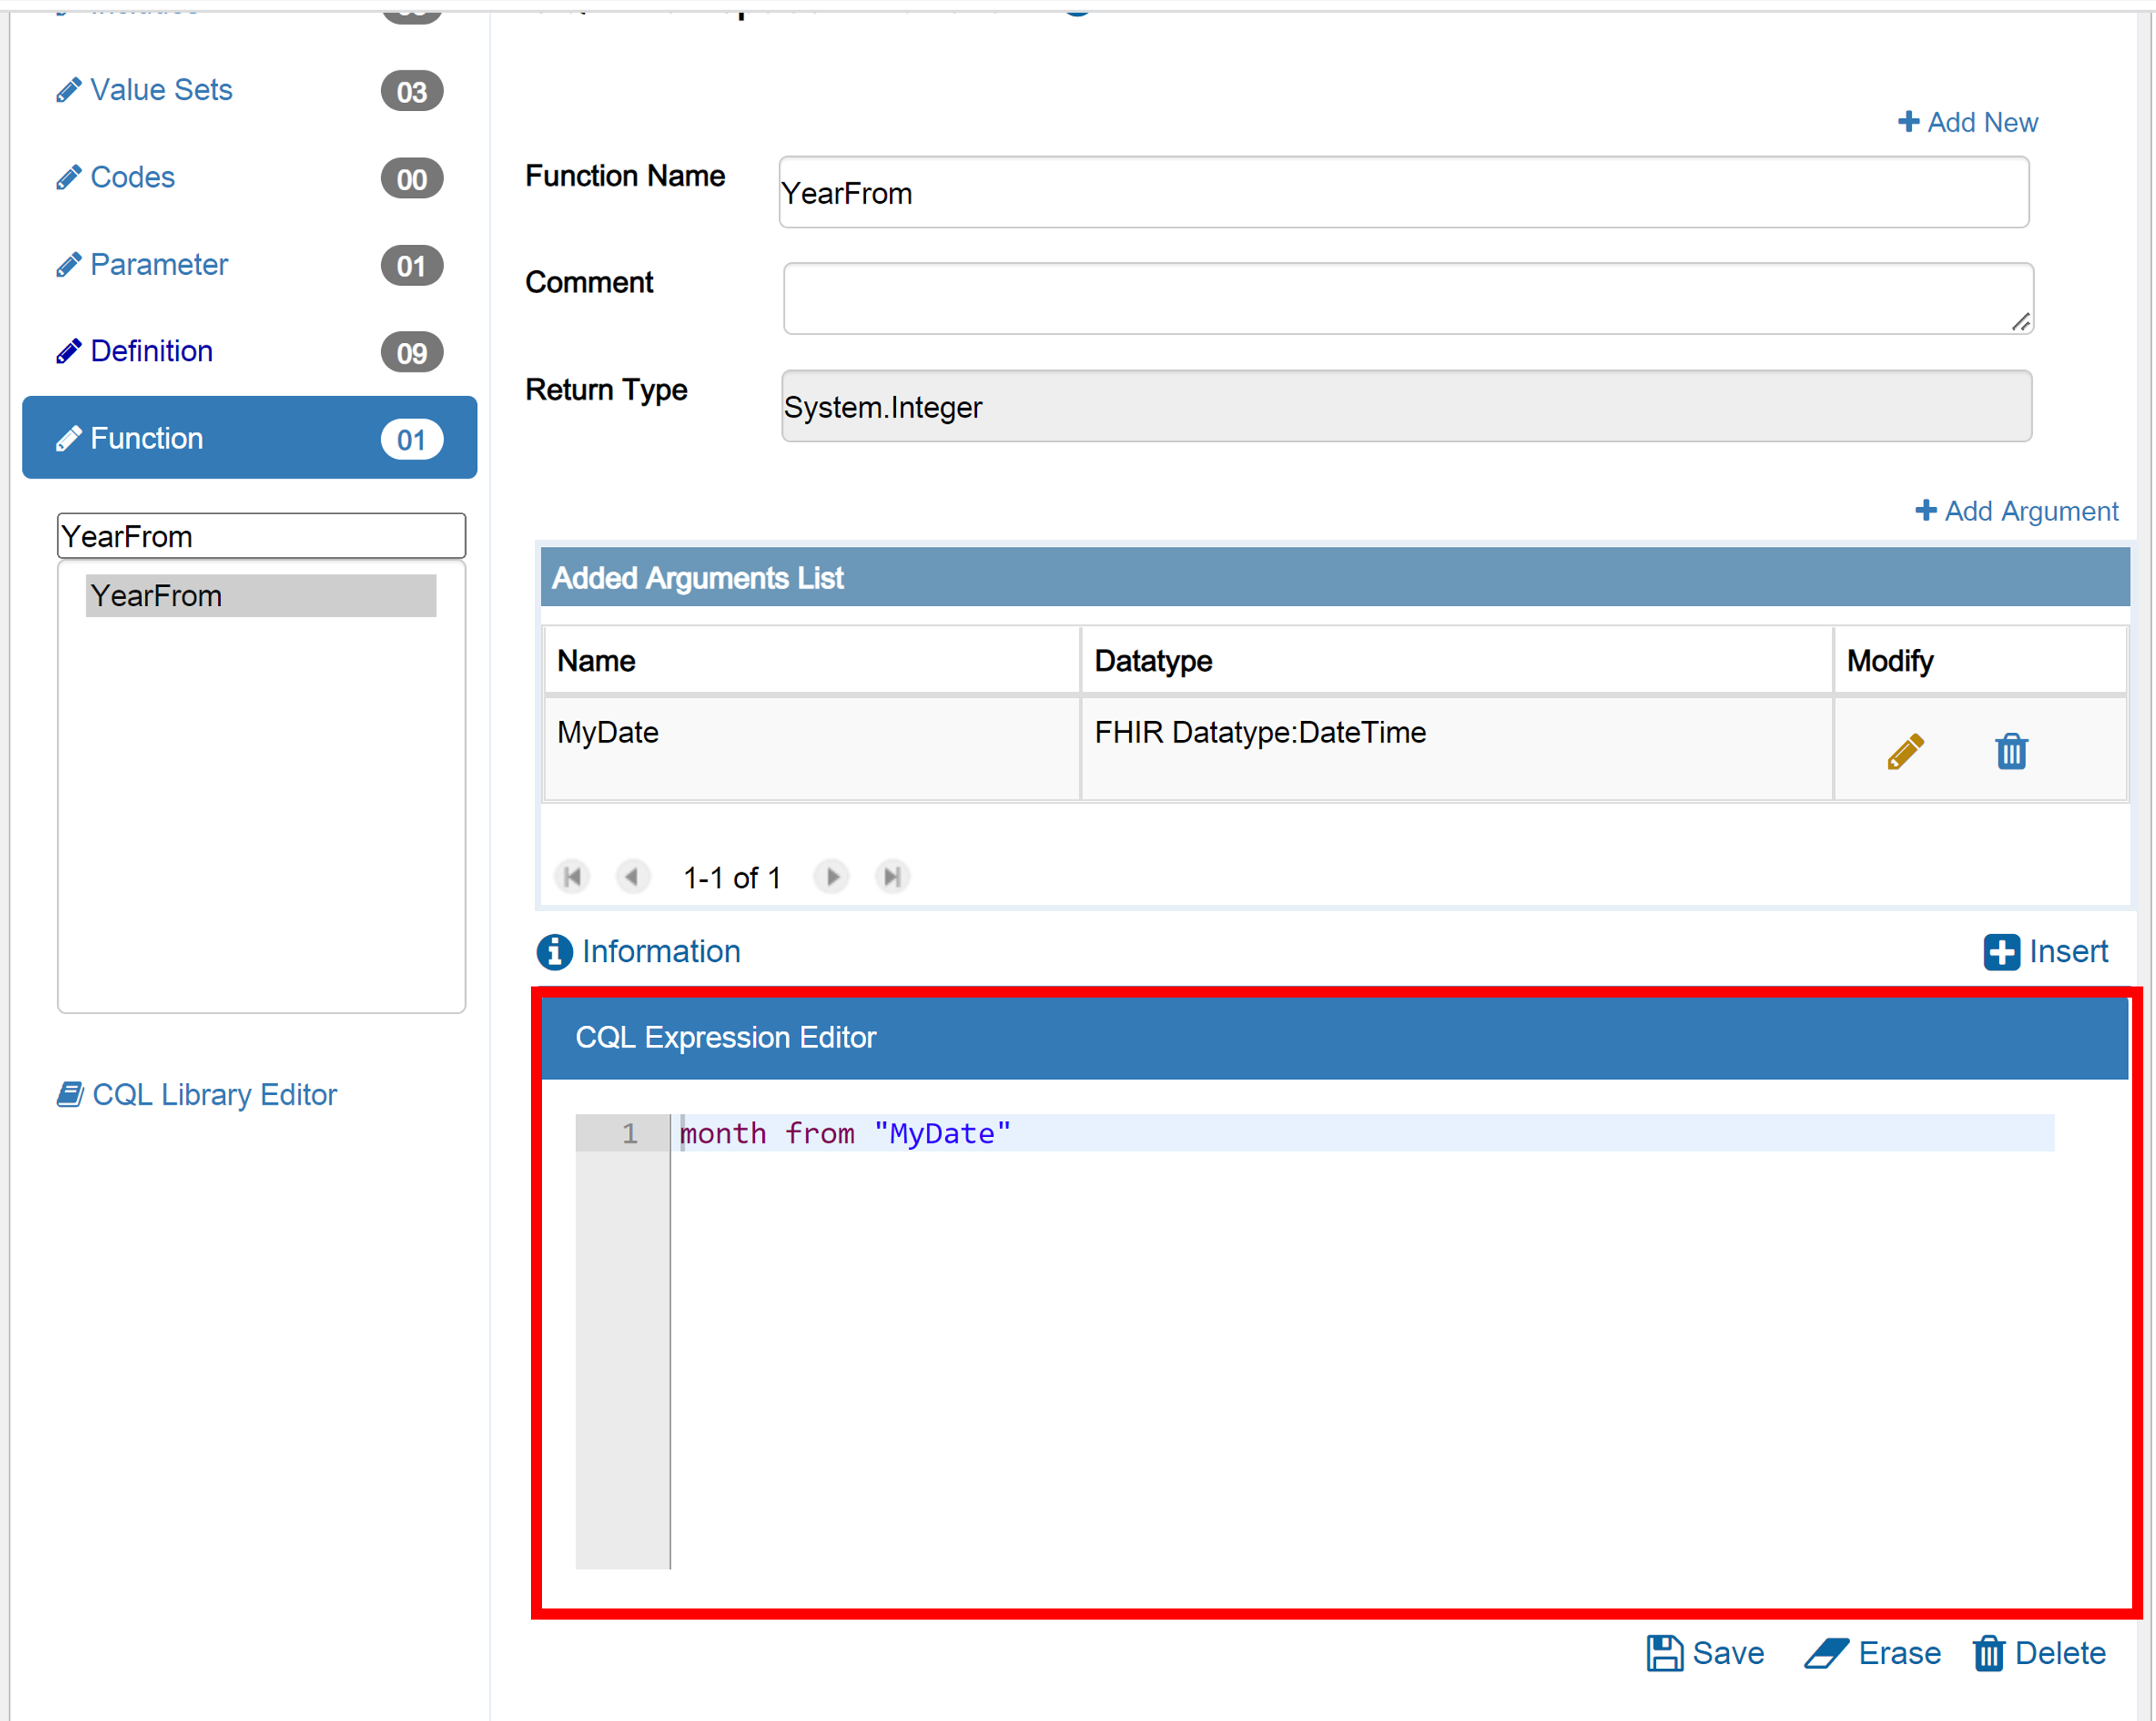 Value Sets 03
Codes 00
Parameter 01
Definition 09
Function 01
YearFrom
YearFrom
CQL Library Editor
Add New
Function Name YearFrom
Comment
Return Type System.Integer
Add Argument
Added Arguments List
Name Datatype Modify
MyDate FHIR Datatype:DateTime
1-1 of 1
Information Insert
CQL Expression Editor
1 month from "MyDate"
Save Erase Delete